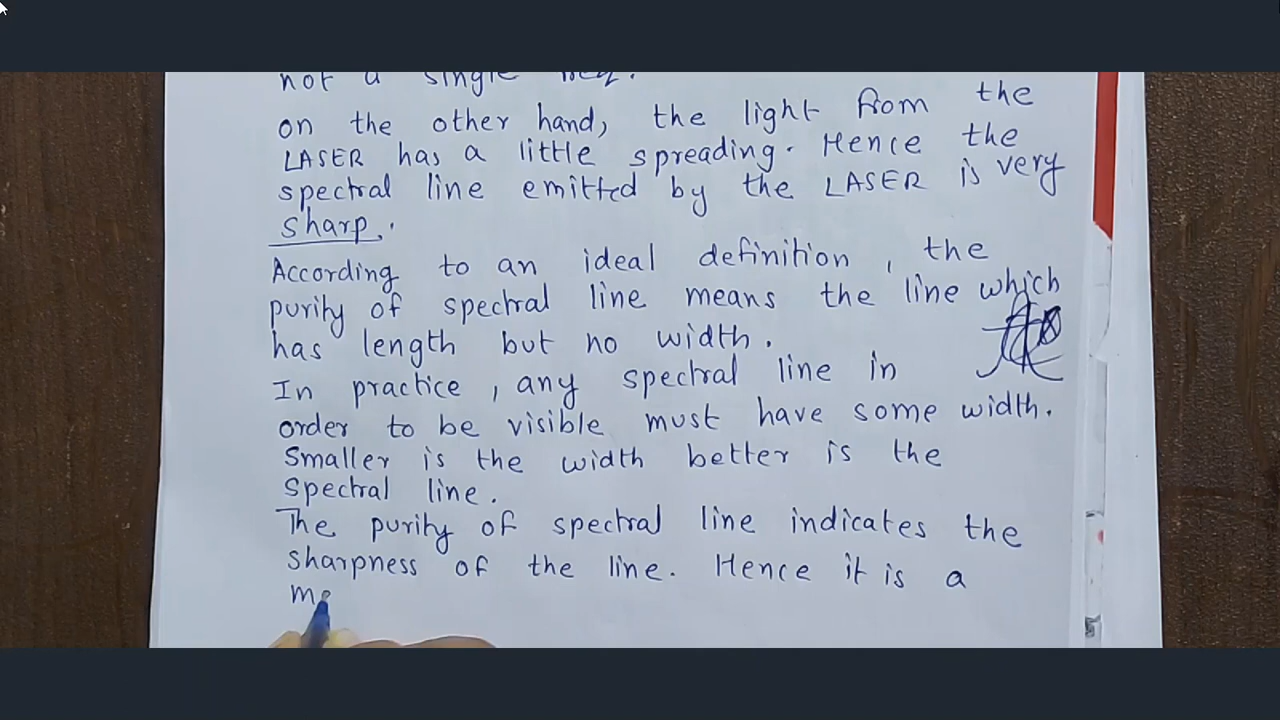 not a single freq.
on the other hand, the light from the
LASER has a little spreading. Hence the
spectral line emitted by the LASER is very
sharp.
According to an ideal definition, the
purity of spectral line means the line which
has length but no width.
In practice, any spectral line in
order to be visible must have some width.
Smaller is the width better is the
spectral line.
The purity of spectral line indicates the
sharpness of the line. Hence it is a